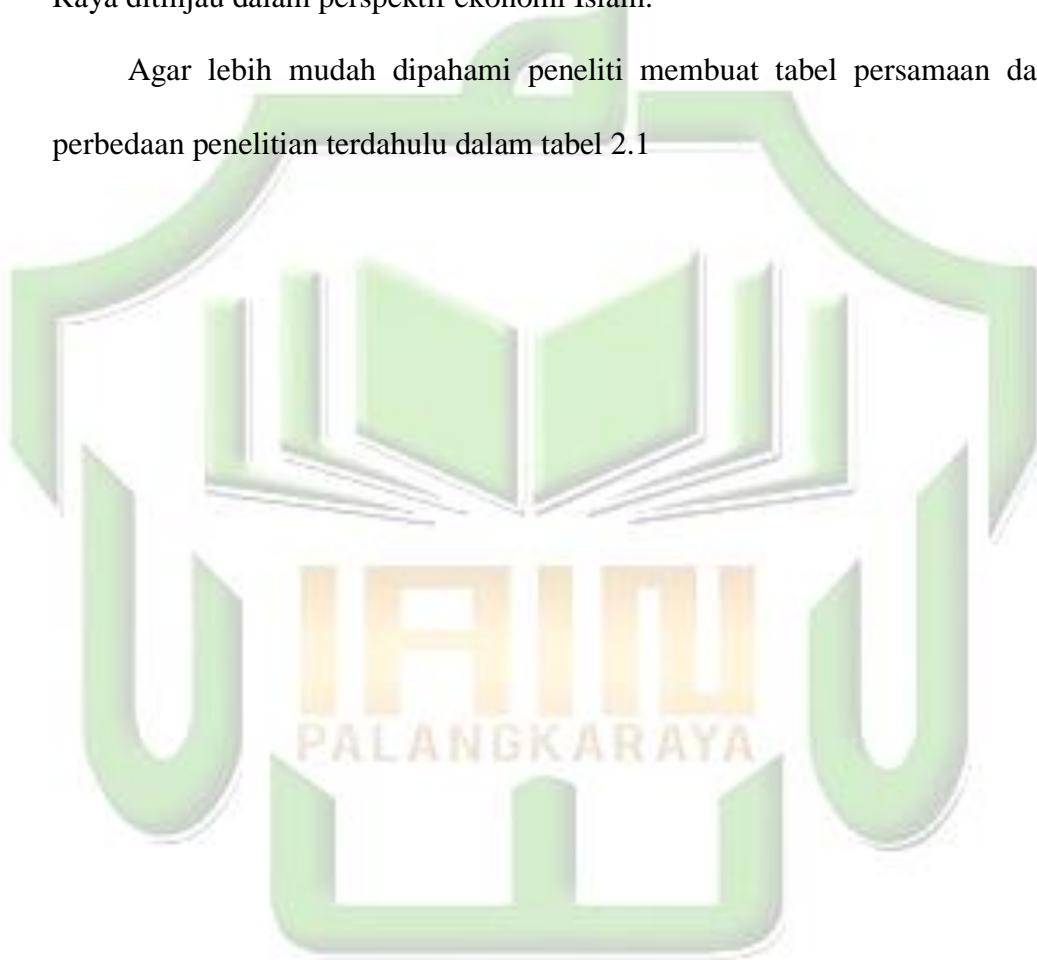 Raya ditinjau dalam perspektif ekonomi Islam.
Agar lebih mudah dipahami peneliti membuat tabel persamaan da
perbedaan penelitian terdahulu dalam tabel 2.1
IAIN
PALANGKARAYA